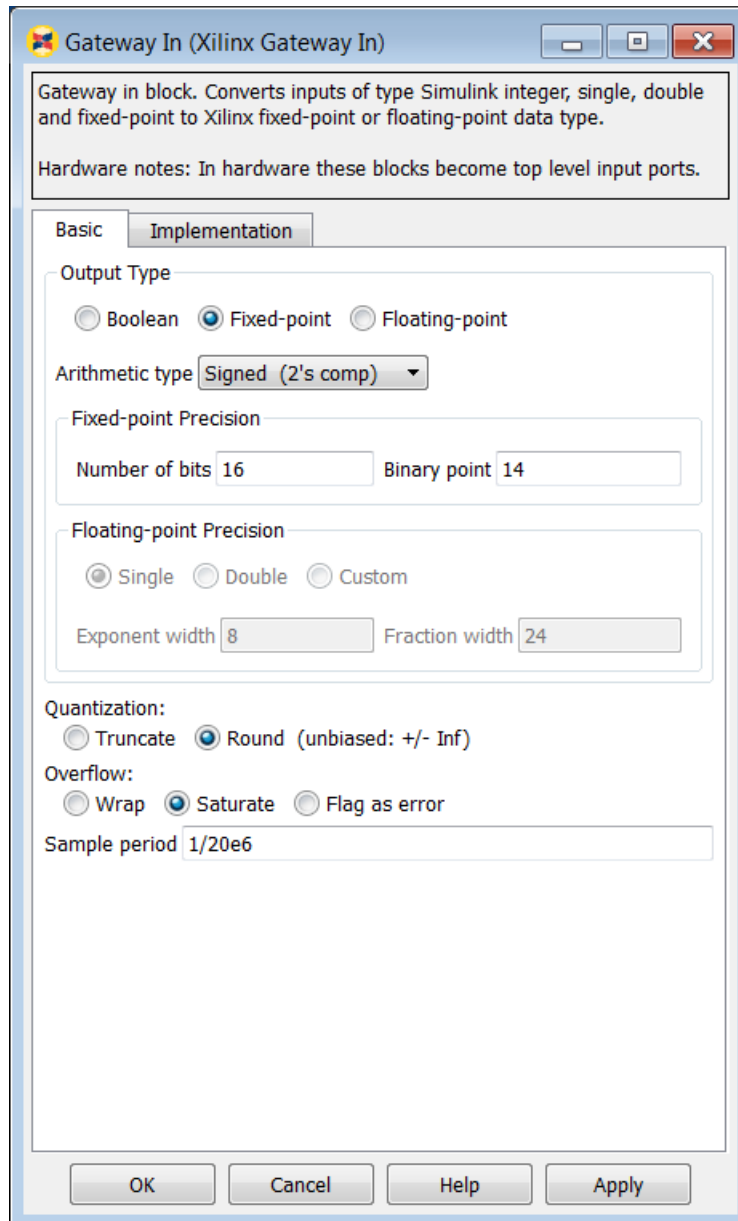 Gateway In (Xilinx Gateway In)
Gateway in block. Converts inputs of type Simulink integer, single, double
and fixed-point to Xilinx fixed-point or floating-point data type.
Hardware notes: In hardware these blocks become top level input ports.
Basic Implementation
Output Type
Boolean Fixed-point Floating-point
Arithmetic type Signed (2's comp)
Fixed-point Precision
Number of bits 16 Binary point 14
Floating-point Precision
Single Double Custom
Exponent width 8 Fraction width 24
Quantization:
Truncate Round (unbiased: +/- Inf)
Overflow:
Wrap Saturate Flag as error
Sample period 1/20e6
OK Cancel Help Apply